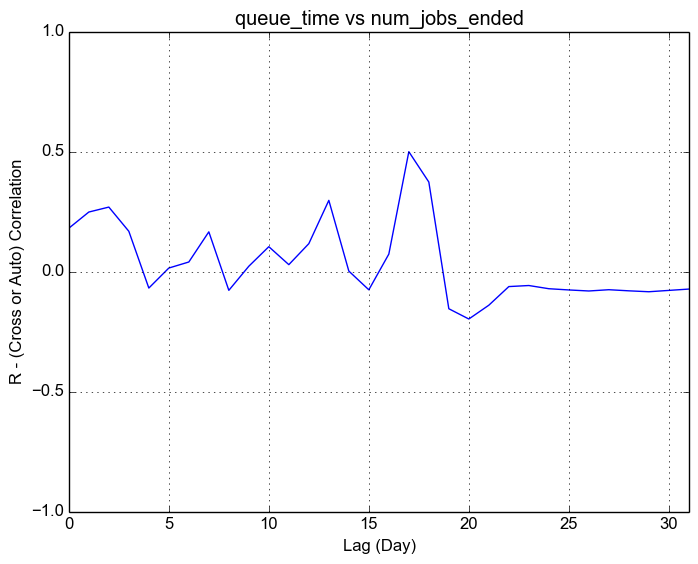 queue_time vs num_jobs_ended
1.0
0.5
0.0
−0.5
−1.0
R - (Cross or Auto) Correlation
0 5 10 15 20 25 30
Lag (Day)